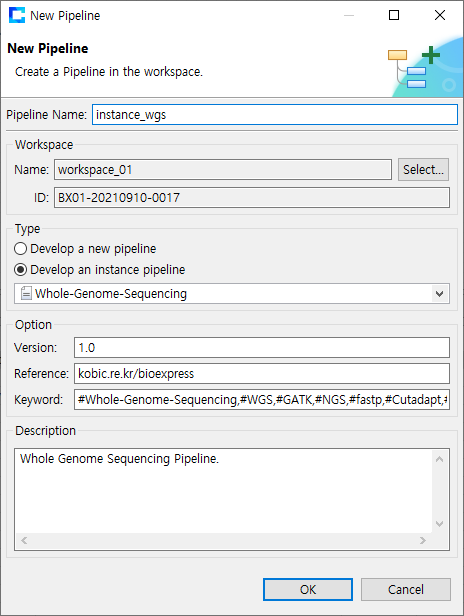 New Pipeline
New Pipeline
Create a Pipeline in the workspace.
Pipeline Name: instance_wgs
Workspace
Name: workspace_01 Select...
ID: BX01-20210910-0017
Type
Develop a new pipeline
Develop an instance pipeline
Whole-Genome-Sequencing
Option
Version: 1.0
Reference: kobic.re.kr/bioexpress
Keyword: #Whole-Genome-Sequencing,#WGS,#GATK,#NGS,#fastp,#Cutadapt,#
Description
Whole Genome Sequencing Pipeline.
OK Cancel